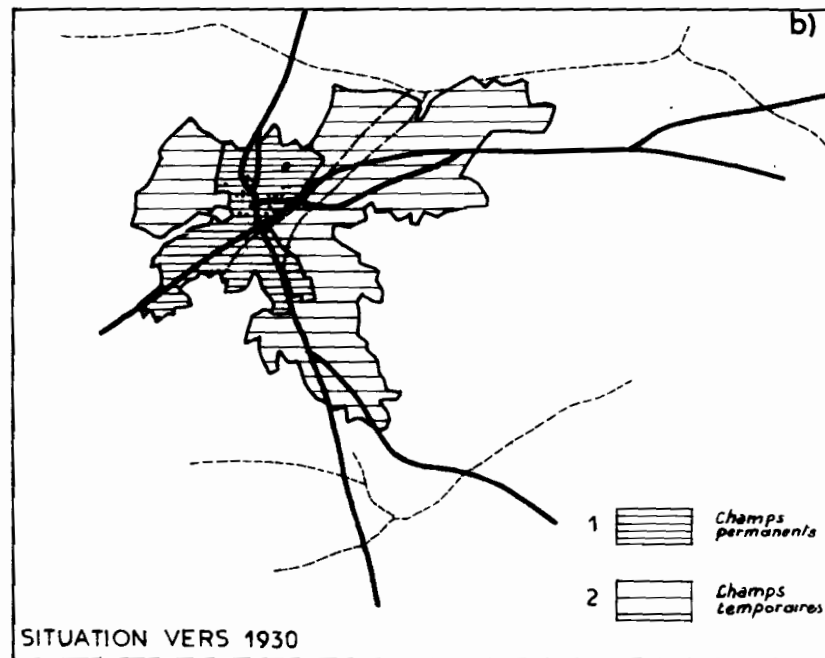 b)
1 Champs
permanents
2 Champs
temporaires
SITUATION VERS 1930